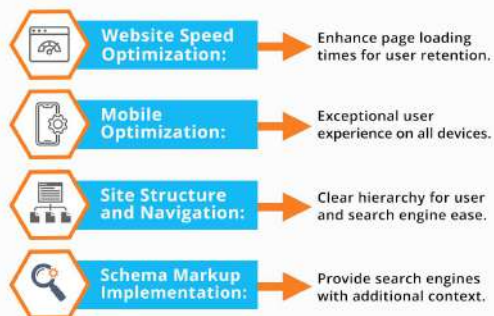 Website Speed
Optimization:
Enhance page loading
times for user retention.
Mobile
Optimization:
Exceptional user
experience on all devices.
Site Structure
and Navigation:
Clear hierarchy for user
and search engine ease.
Schema Markup
Implementation:
Provide search engines
with additional context.